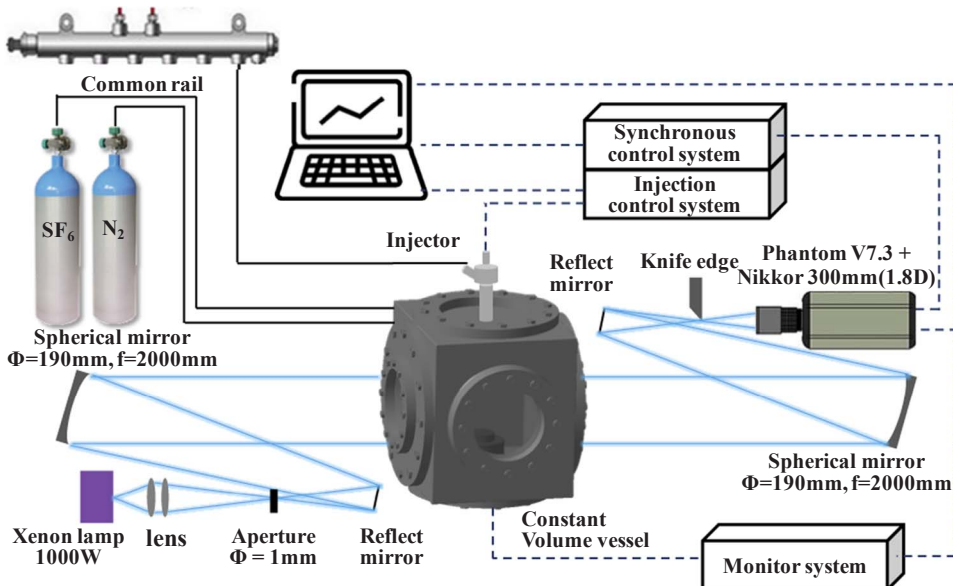 Common rail
Synchronous
control system
Injection
control system
SF₆
N₂
Injector
Reflect
mirror
Knife edge
Phantom V7.3 +
Nikkor 300mm(1.8D)
Spherical mirror
Φ=190mm, f=2000mm
Spherical mirror
Φ=190mm, f=2000mm
Xenon lamp
1000W
lens
Aperture
Φ = 1mm
Reflect
mirror
Constant
Volume vessel
Monitor system